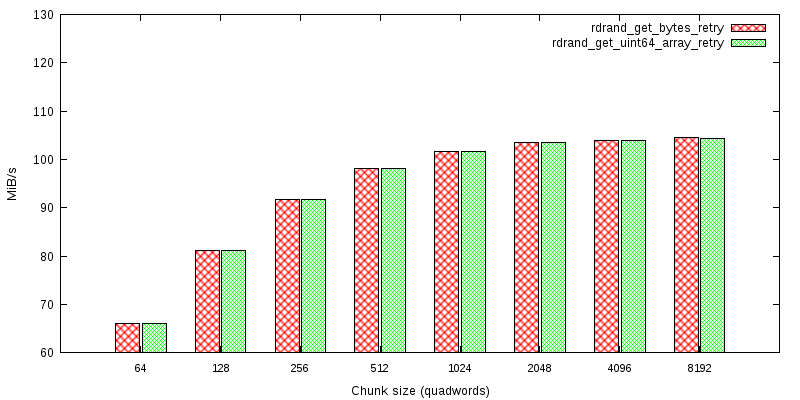 130
rdrand_get_bytes_retry
rdrand_get_uint64_array_retry
120
110
100
90
80
70
60
MiB/s
64 128 256 512 1024 2048 4096 8192
Chunk size (quadwords)